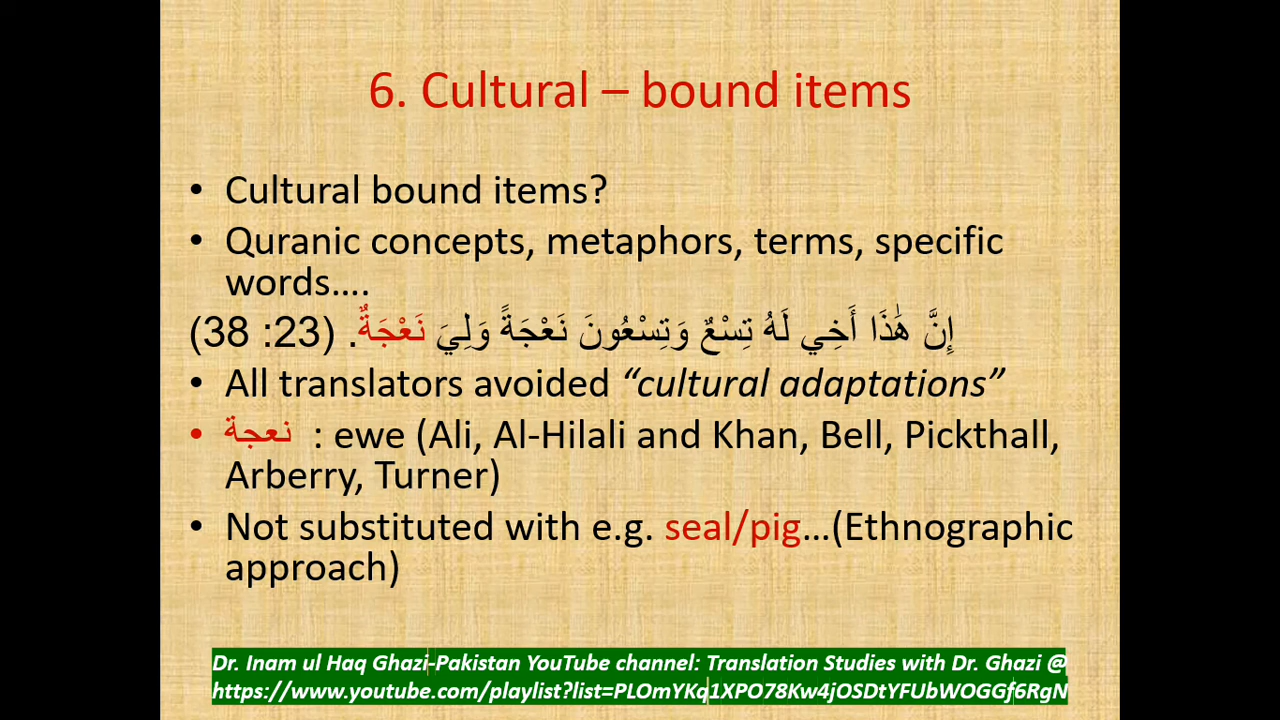 6. Cultural – bound items
• Cultural bound items?
• Quranic concepts, metaphors, terms, specific
words....
إِنَّ هَٰذَا أَخِي لَهُ تِسْعٌ وَتِسْعُونَ نَعْجَةً وَلِيَ نَعْجَةٌ. (38 :23)
• All translators avoided “cultural adaptations”
• نعجة : ewe (Ali, Al-Hilali and Khan, Bell, Pickthall,
Arberry, Turner)
• Not substituted with e.g. seal/pig…(Ethnographic
approach)
Dr. Inam ul Haq Ghazi-Pakistan YouTube channel: Translation Studies with Dr. Ghazi @
https://www.youtube.com/playlist?list=PLOmYKq1XPO78Kw4jOSDtYFUbWOGGf6RgN